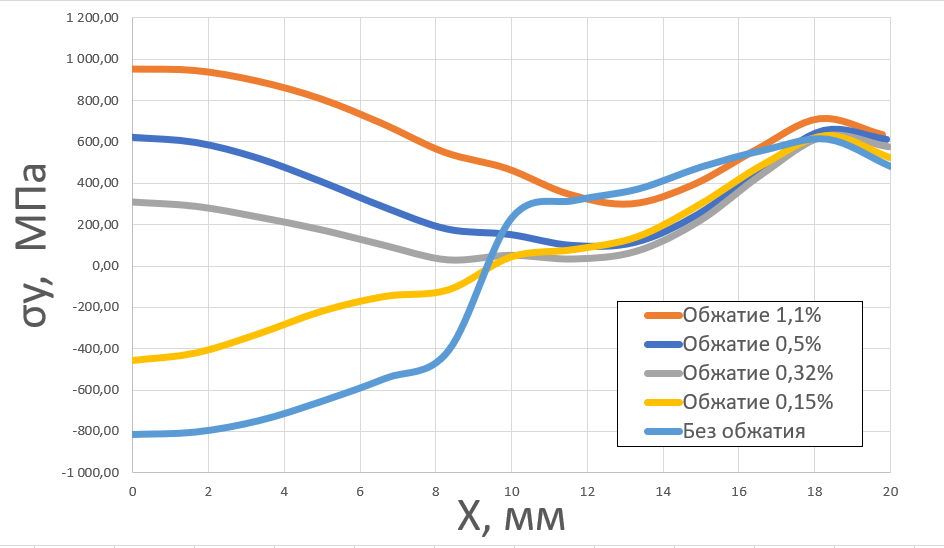 1 200,00
1 000,00
800,00
600,00
400,00
200,00
0,00
-200,00
-400,00
-600,00
-800,00
-1 000,00
σy, МПа
Обжатие 1,1%
Обжатие 0,5%
Обжатие 0,32%
Обжатие 0,15%
Без обжатия
0 2 4 6 8 10 12 14 16 18 20
X, мм